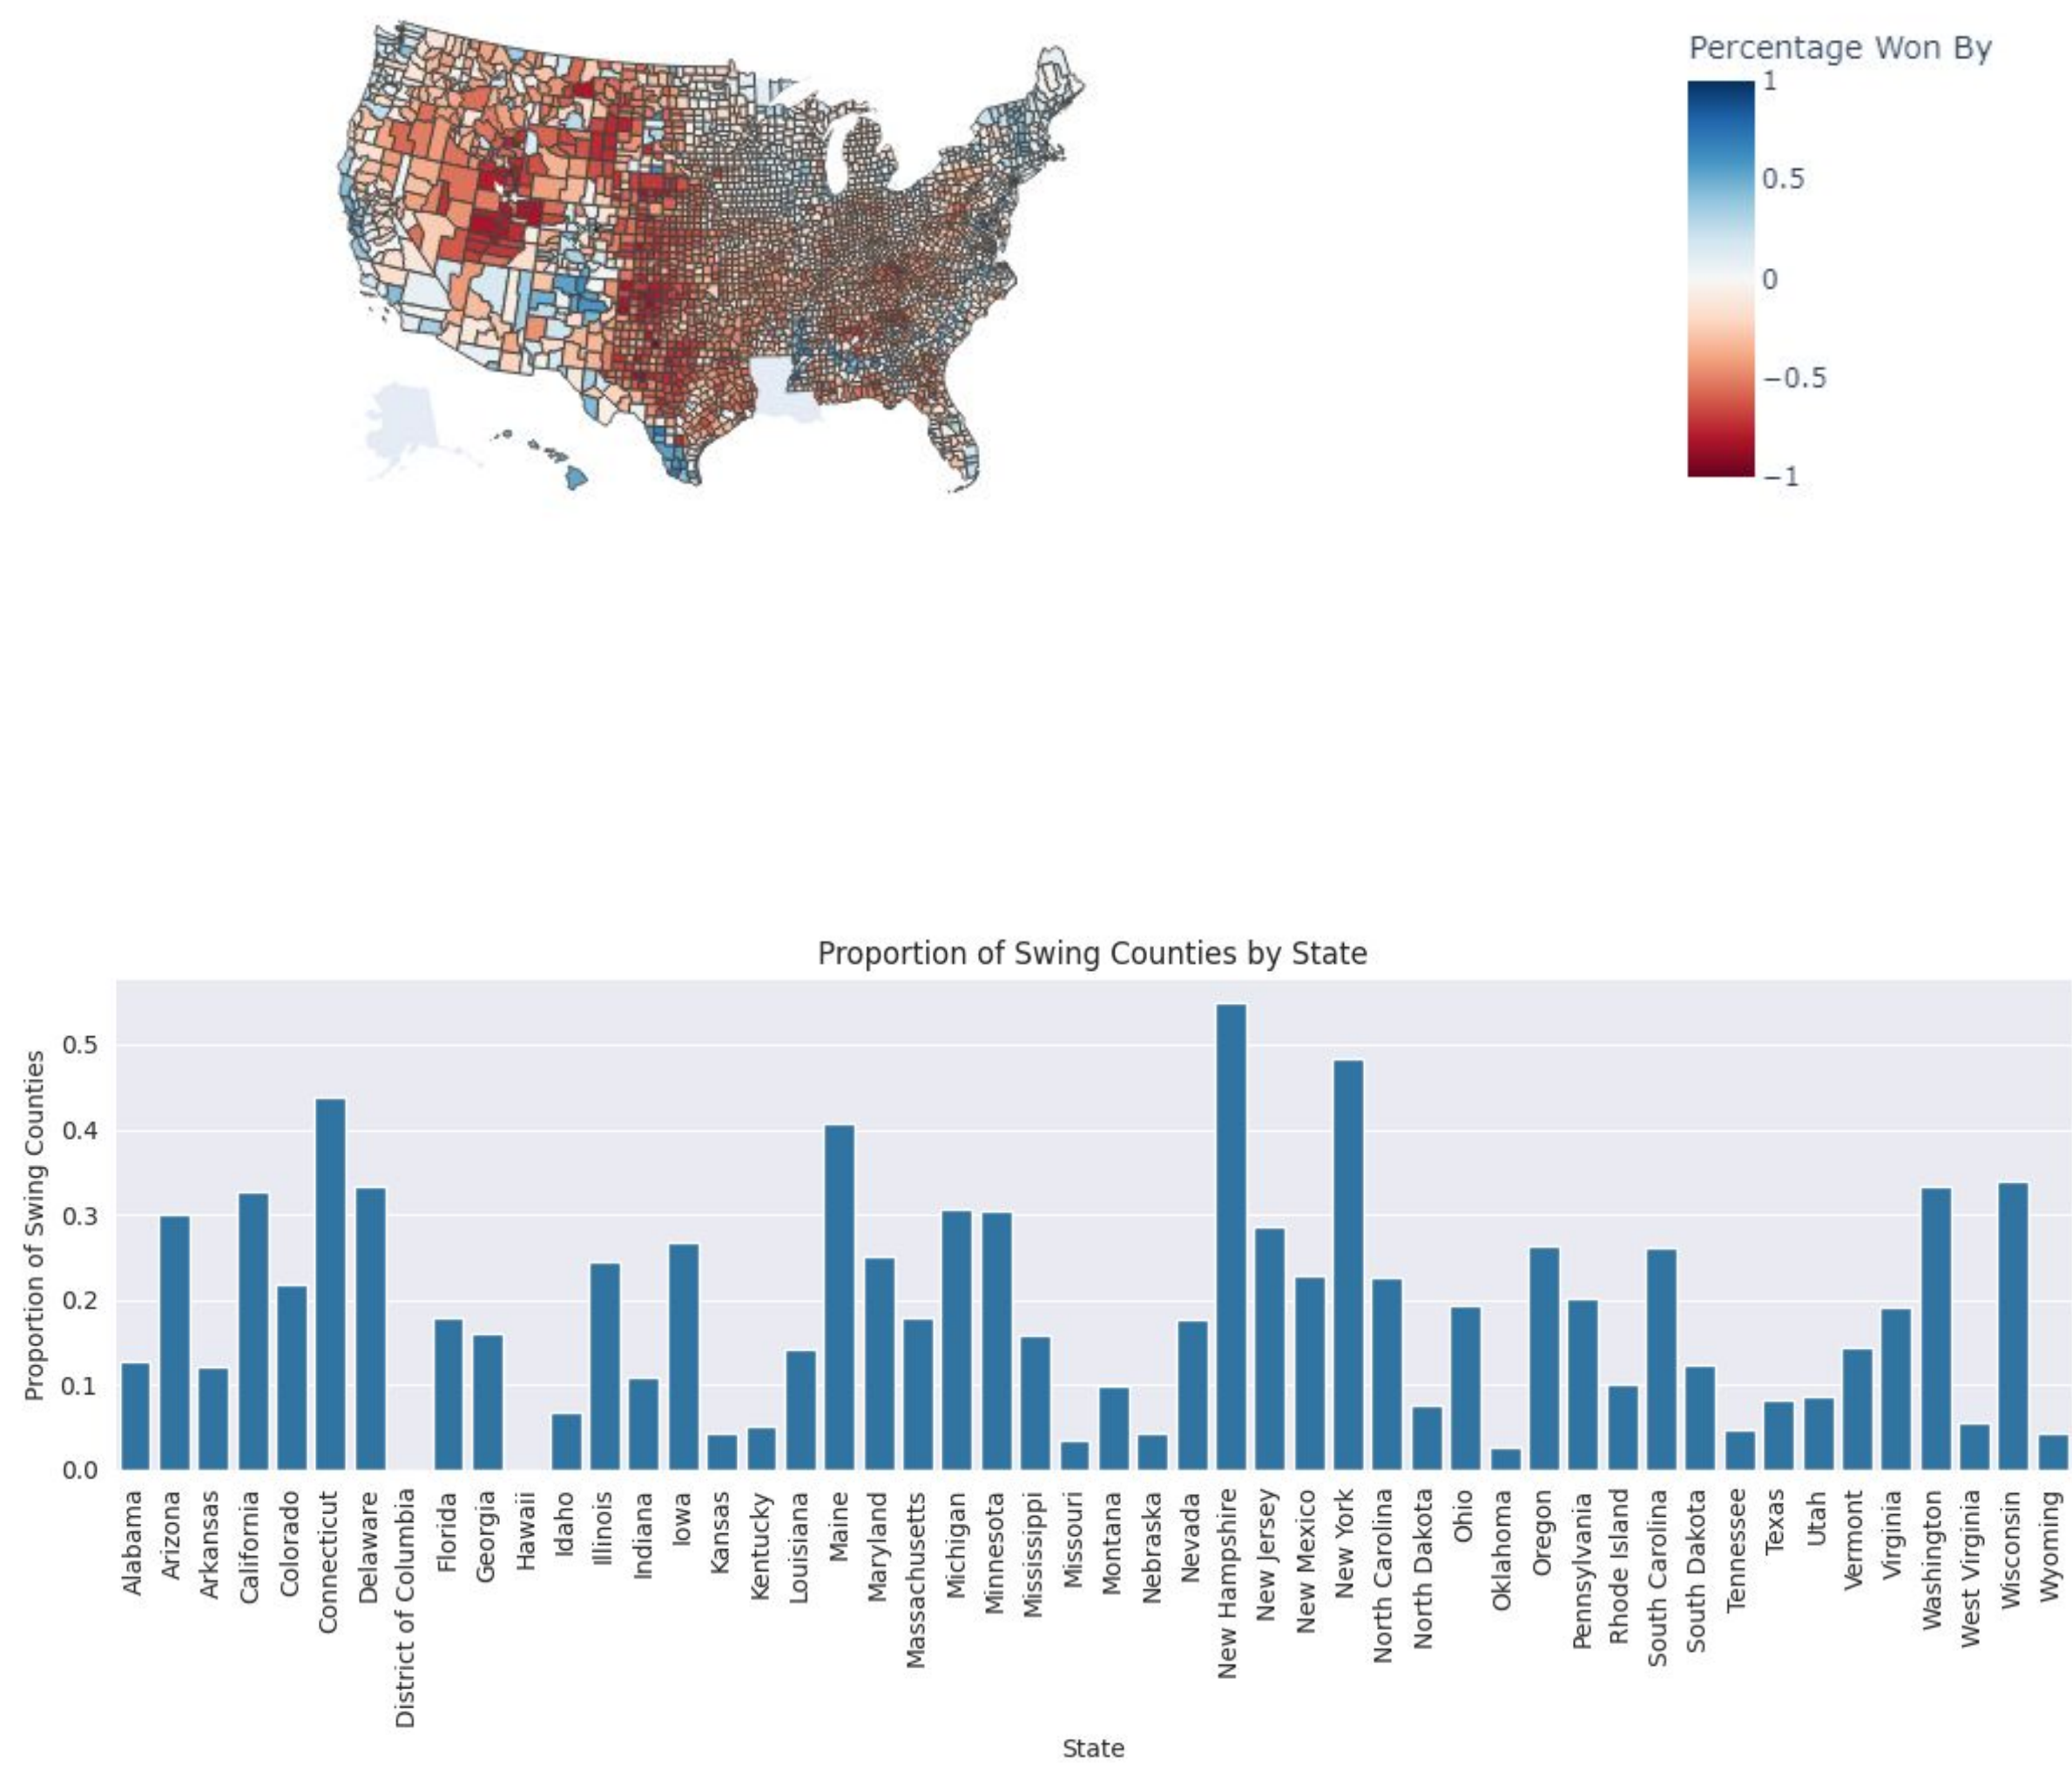 Percentage Won By
1
0.5
0
−0.5
−1
Proportion of Swing Counties by State
Proportion of Swing Counties
0.5
0.4
0.3
0.2
0.1
0.0
Alabama
Arizona
Arkansas
California
Colorado
Connecticut
Delaware
District of Columbia
Florida
Georgia
Hawaii
Idaho
Illinois
Indiana
Iowa
Kansas
Kentucky
Louisiana
Maine
Maryland
Massachusetts
Michigan
Minnesota
Mississippi
Missouri
Montana
Nebraska
Nevada
New Hampshire
New Jersey
New Mexico
New York
North Carolina
North Dakota
Ohio
Oklahoma
Oregon
Pennsylvania
Rhode Island
South Carolina
South Dakota
Tennessee
Texas
Utah
Vermont
Virginia
Washington
West Virginia
Wisconsin
Wyoming
State